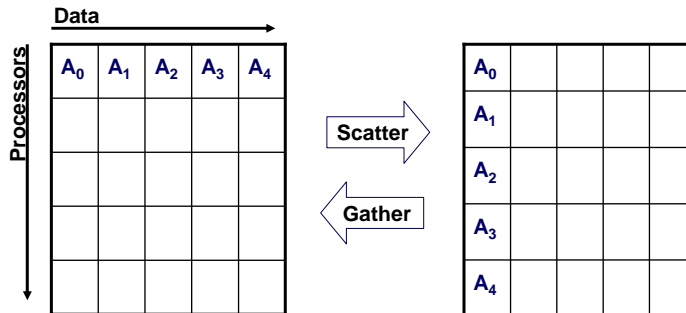 Data
Processors
A₀ A₁ A₂ A₃ A₄
Scatter
Gather
A₀
A₁
A₂
A₃
A₄